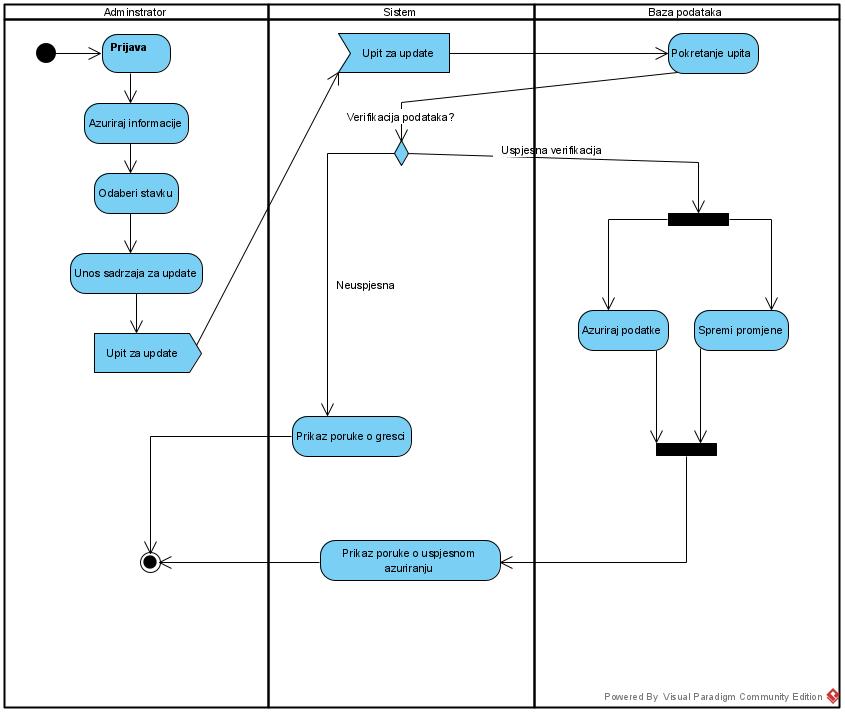 Adminstrator
Sistem
Baza podataka
Prijava
Upit za update
Pokretanje upita
Azuriraj informacije
Verifikacija podataka?
Uspjesna verifikacija
Odaberi stavku
Unos sadrzaja za update
Neuspjesna
Upit za update
Azuriraj podatke
Spremi promjene
Prikaz poruke o gresci
Prikaz poruke o uspjesnom
azuriranju
Powered By Visual Paradigm Community Edition